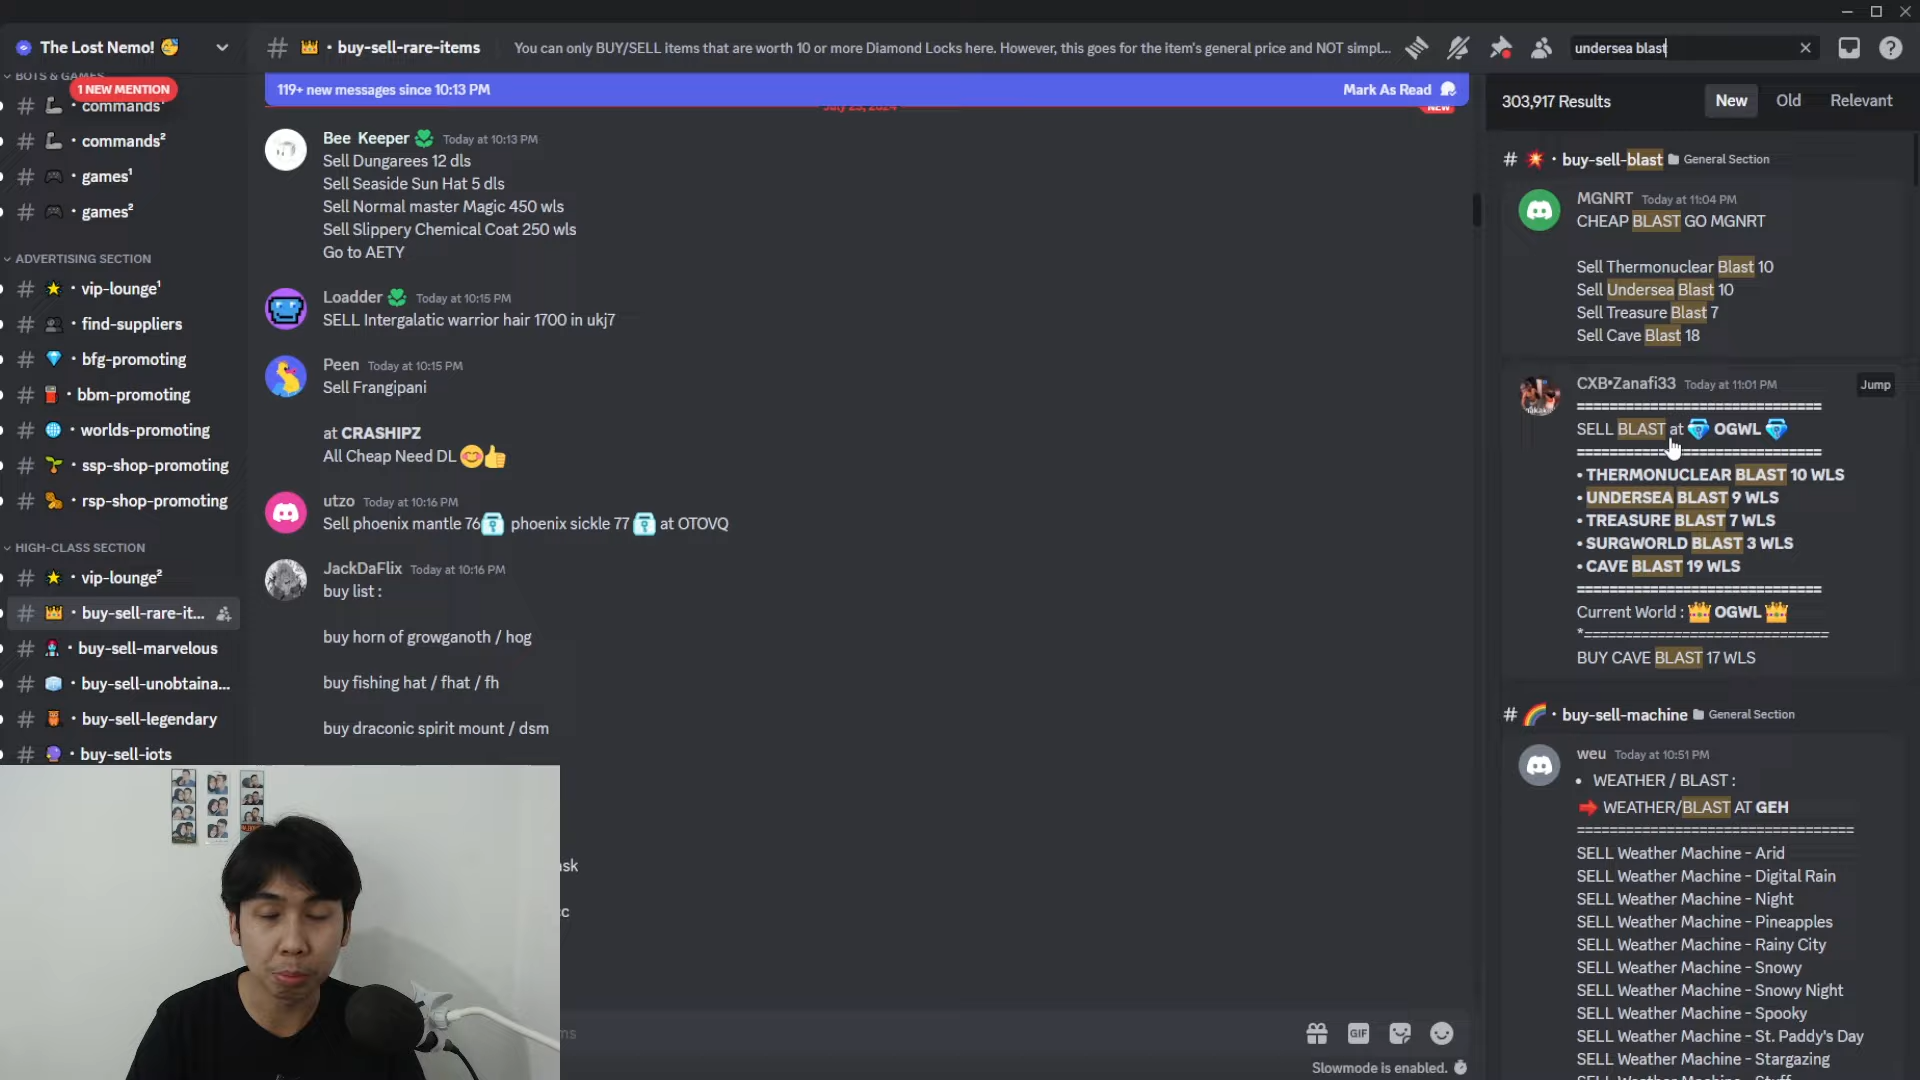 The Lost Nemo!
BOTS & GAMES
1 NEW MENTION
commands¹
commands²
games¹
games²
ADVERTISING SECTION
vip-lounge¹
find-suppliers
bfg-promoting
bbm-promoting
worlds-promoting
ssp-shop-promoting
rsp-shop-promoting
HIGH-CLASS SECTION
vip-lounge²
buy-sell-rare-it...
buy-sell-marvelous
buy-sell-unobtaina...
buy-sell-legendary
buy-sell-iots
buy-sell-rare-items
You can only BUY/SELL items that are worth 10 or more Diamond Locks here. However, this goes for the item's general price and NOT simpl...
119+ new messages since 10:13 PM
Mark As Read
July 25, 2024
NEW
Bee Keeper Today at 10:13 PM
Sell Dungarees 12 dls
Sell Seaside Sun Hat 5 dls
Sell Normal master Magic 450 wls
Sell Slippery Chemical Coat 250 wls
Go to AETY
Loadder Today at 10:15 PM
SELL Intergalatic warrior hair 1700 in ukj7
Peen Today at 10:15 PM
Sell Frangipani
at CRASHIPZ
All Cheap Need DL
utzo Today at 10:16 PM
Sell phoenix mantle 76 phoenix sickle 77 at OTOVQ
JackDaFlix Today at 10:16 PM
buy list :
buy horn of growganoth / hog
buy fishing hat / fhat / fh
buy draconic spirit mount / dsm
ask
cc
ms
GIF
Slowmode is enabled.
undersea blast
303,917 Results
New
Old
Relevant
# buy-sell-blast General Section
MGNRT Today at 11:04 PM
CHEAP BLAST GO MGNRT
Sell Thermonuclear Blast 10
Sell Undersea Blast 10
Sell Treasure Blast 7
Sell Cave Blast 18
CXB•Zanafi33 Today at 11:01 PM
Jump
==============================
SELL BLAST at OGWL
==============================
• THERMONUCLEAR BLAST 10 WLS
• UNDERSEA BLAST 9 WLS
• TREASURE BLAST 7 WLS
• SURGWORLD BLAST 3 WLS
• CAVE BLAST 19 WLS
==============================
Current World : OGWL
*==============================
BUY CAVE BLAST 17 WLS
# buy-sell-machine General Section
weu Today at 10:51 PM
• WEATHER / BLAST :
WEATHER/BLAST AT GEH
==================================
SELL Weather Machine - Arid
SELL Weather Machine - Digital Rain
SELL Weather Machine - Night
SELL Weather Machine - Pineapples
SELL Weather Machine - Rainy City
SELL Weather Machine - Snowy
SELL Weather Machine - Snowy Night
SELL Weather Machine - Spooky
SELL Weather Machine - St. Paddy's Day
SELL Weather Machine - Stargazing